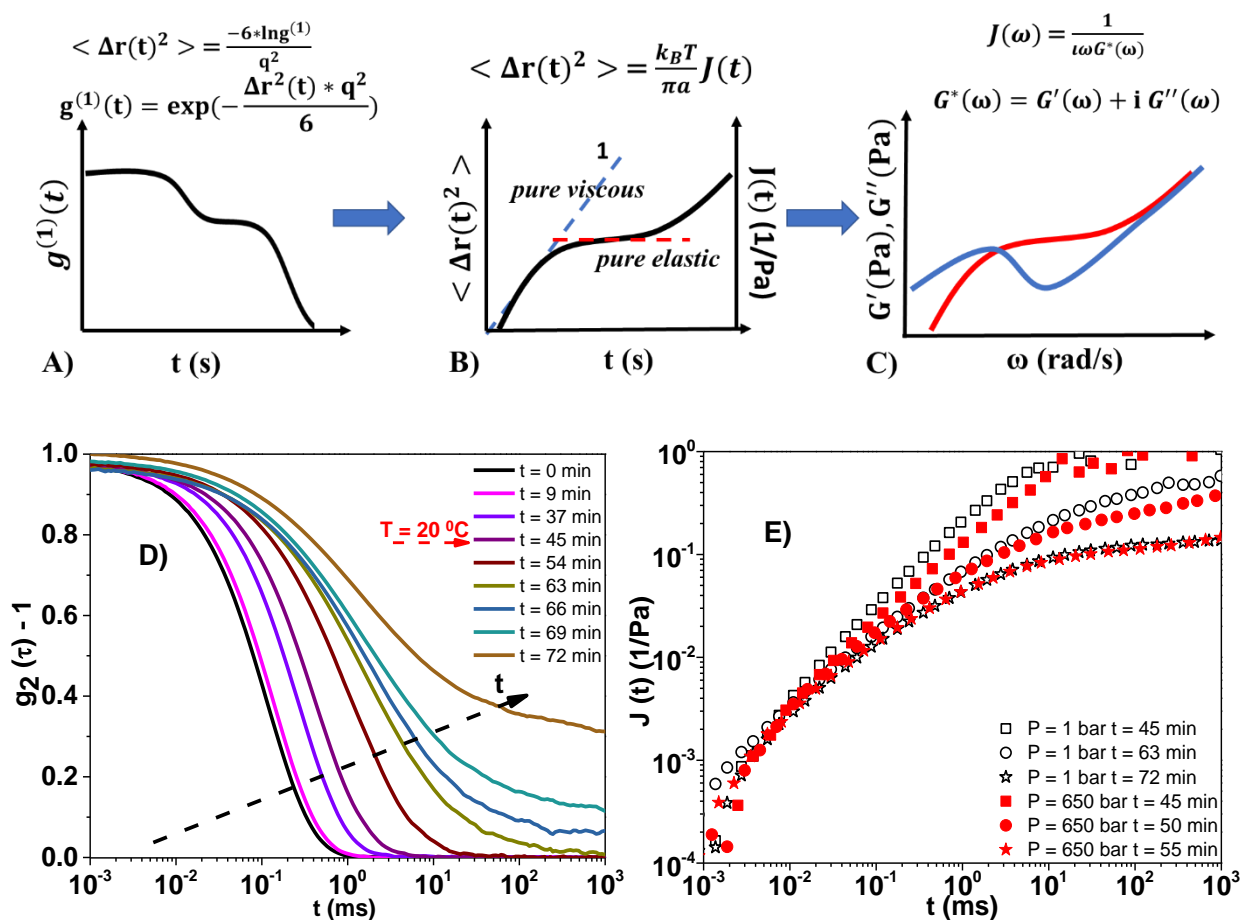 < Δr(t)² > = −6*lng⁽¹⁾ / q²
g⁽¹⁾(t) = exp(−Δr²(t) * q² / 6)
g⁽¹⁾(t)
A)
t (s)
< Δr(t)² > = k_B T / πa J(t)
1
pure viscous
pure elastic
< Δr(t)² >
J(t) (1/Pa)
B)
t (s)
J(ω) = 1 / ιωG*(ω)
G*(ω) = G′(ω) + i G′′(ω)
G′(Pa), G′′(Pa)
C)
ω (rad/s)
1.0
0.8
0.6
0.4
0.2
0.0
g₂ (τ) - 1
D)
t = 0 min
t = 9 min
t = 37 min
T = 20 ⁰C
t = 45 min
t = 54 min
t = 63 min
t = 66 min
t = 69 min
t = 72 min
t
10⁻³ 10⁻² 10⁻¹ 10⁰ 10¹ 10² 10³
t (ms)
10⁰
10⁻¹
10⁻²
10⁻³
10⁻⁴
J (t) (1/Pa)
E)
P = 1 bar t = 45 min
P = 1 bar t = 63 min
P = 1 bar t = 72 min
P = 650 bar t = 45 min
P = 650 bar t = 50 min
P = 650 bar t = 55 min
10⁻³ 10⁻² 10⁻¹ 10⁰ 10¹ 10² 10³
t (ms)